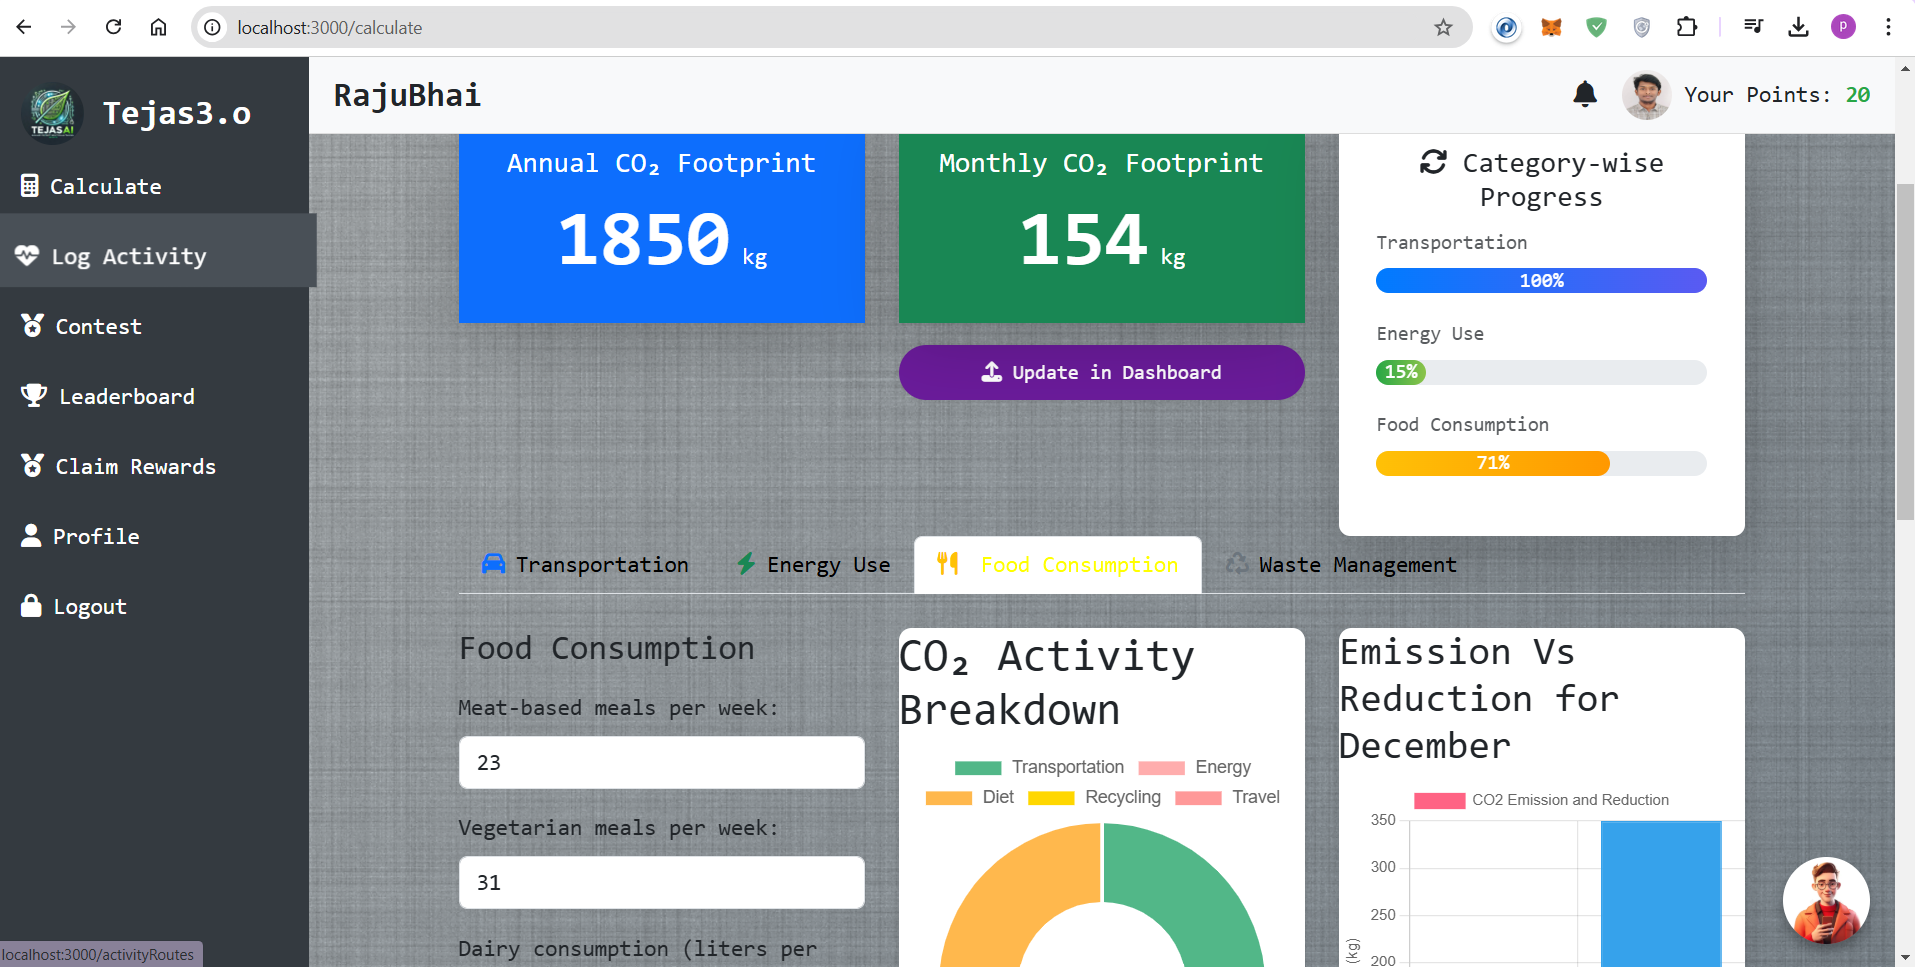 localhost:3000/calculate
P
TEJASAI
Tejas3.o
RajuBhai
Your Points: 20
Calculate
Log Activity
Contest
Leaderboard
Claim Rewards
Profile
Logout
Annual CO₂ Footprint
1850 kg
Monthly CO₂ Footprint
154 kg
Update in Dashboard
Category-wise
Progress
Transportation
100%
Energy Use
15%
Food Consumption
71%
Transportation
Energy Use
Food Consumption
Waste Management
Food Consumption
Meat-based meals per week:
23
Vegetarian meals per week:
31
Dairy consumption (liters per
CO₂ Activity
Breakdown
Transportation
Energy
Diet
Recycling
Travel
Emission Vs
Reduction for
December
CO2 Emission and Reduction
350
300
250
200
(kg)
localhost:3000/activityRoutes